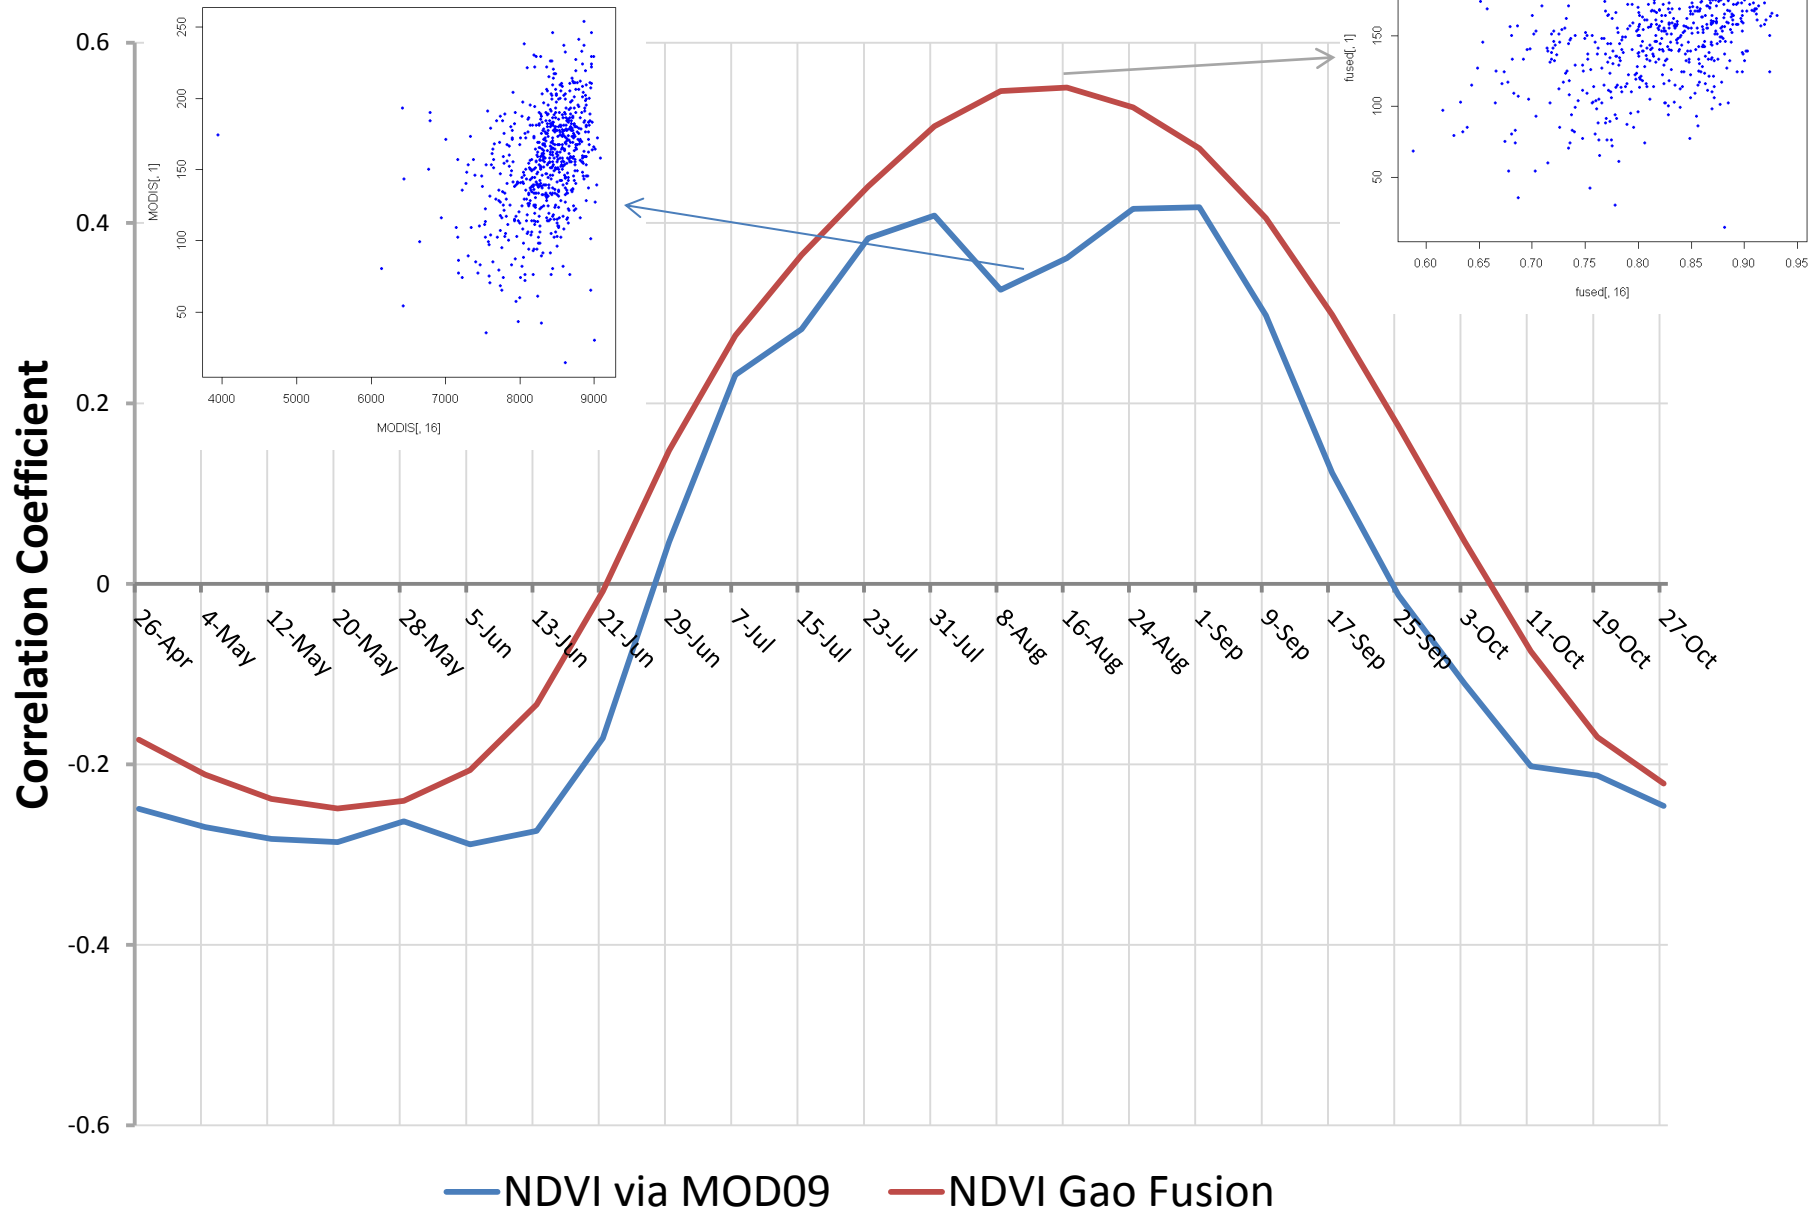 250
200
150
100
50
MODIS[, 1]
4000 5000 6000 7000 8000 9000
MODIS[, 16]
150
100
50
fused[, 1]
0.60 0.65 0.70 0.75 0.80 0.85 0.90 0.95
fused[, 16]
Correlation Coefficient
0.6
0.4
0.2
0
-0.2
-0.4
-0.6
26-Apr 4-May 12-May 20-May 28-May 5-Jun 13-Jun 21-Jun 29-Jun 7-Jul 15-Jul 23-Jul 31-Jul 8-Aug 16-Aug 24-Aug 1-Sep 9-Sep 17-Sep 25-Sep 3-Oct 11-Oct 19-Oct 27-Oct
NDVI via MOD09 NDVI Gao Fusion